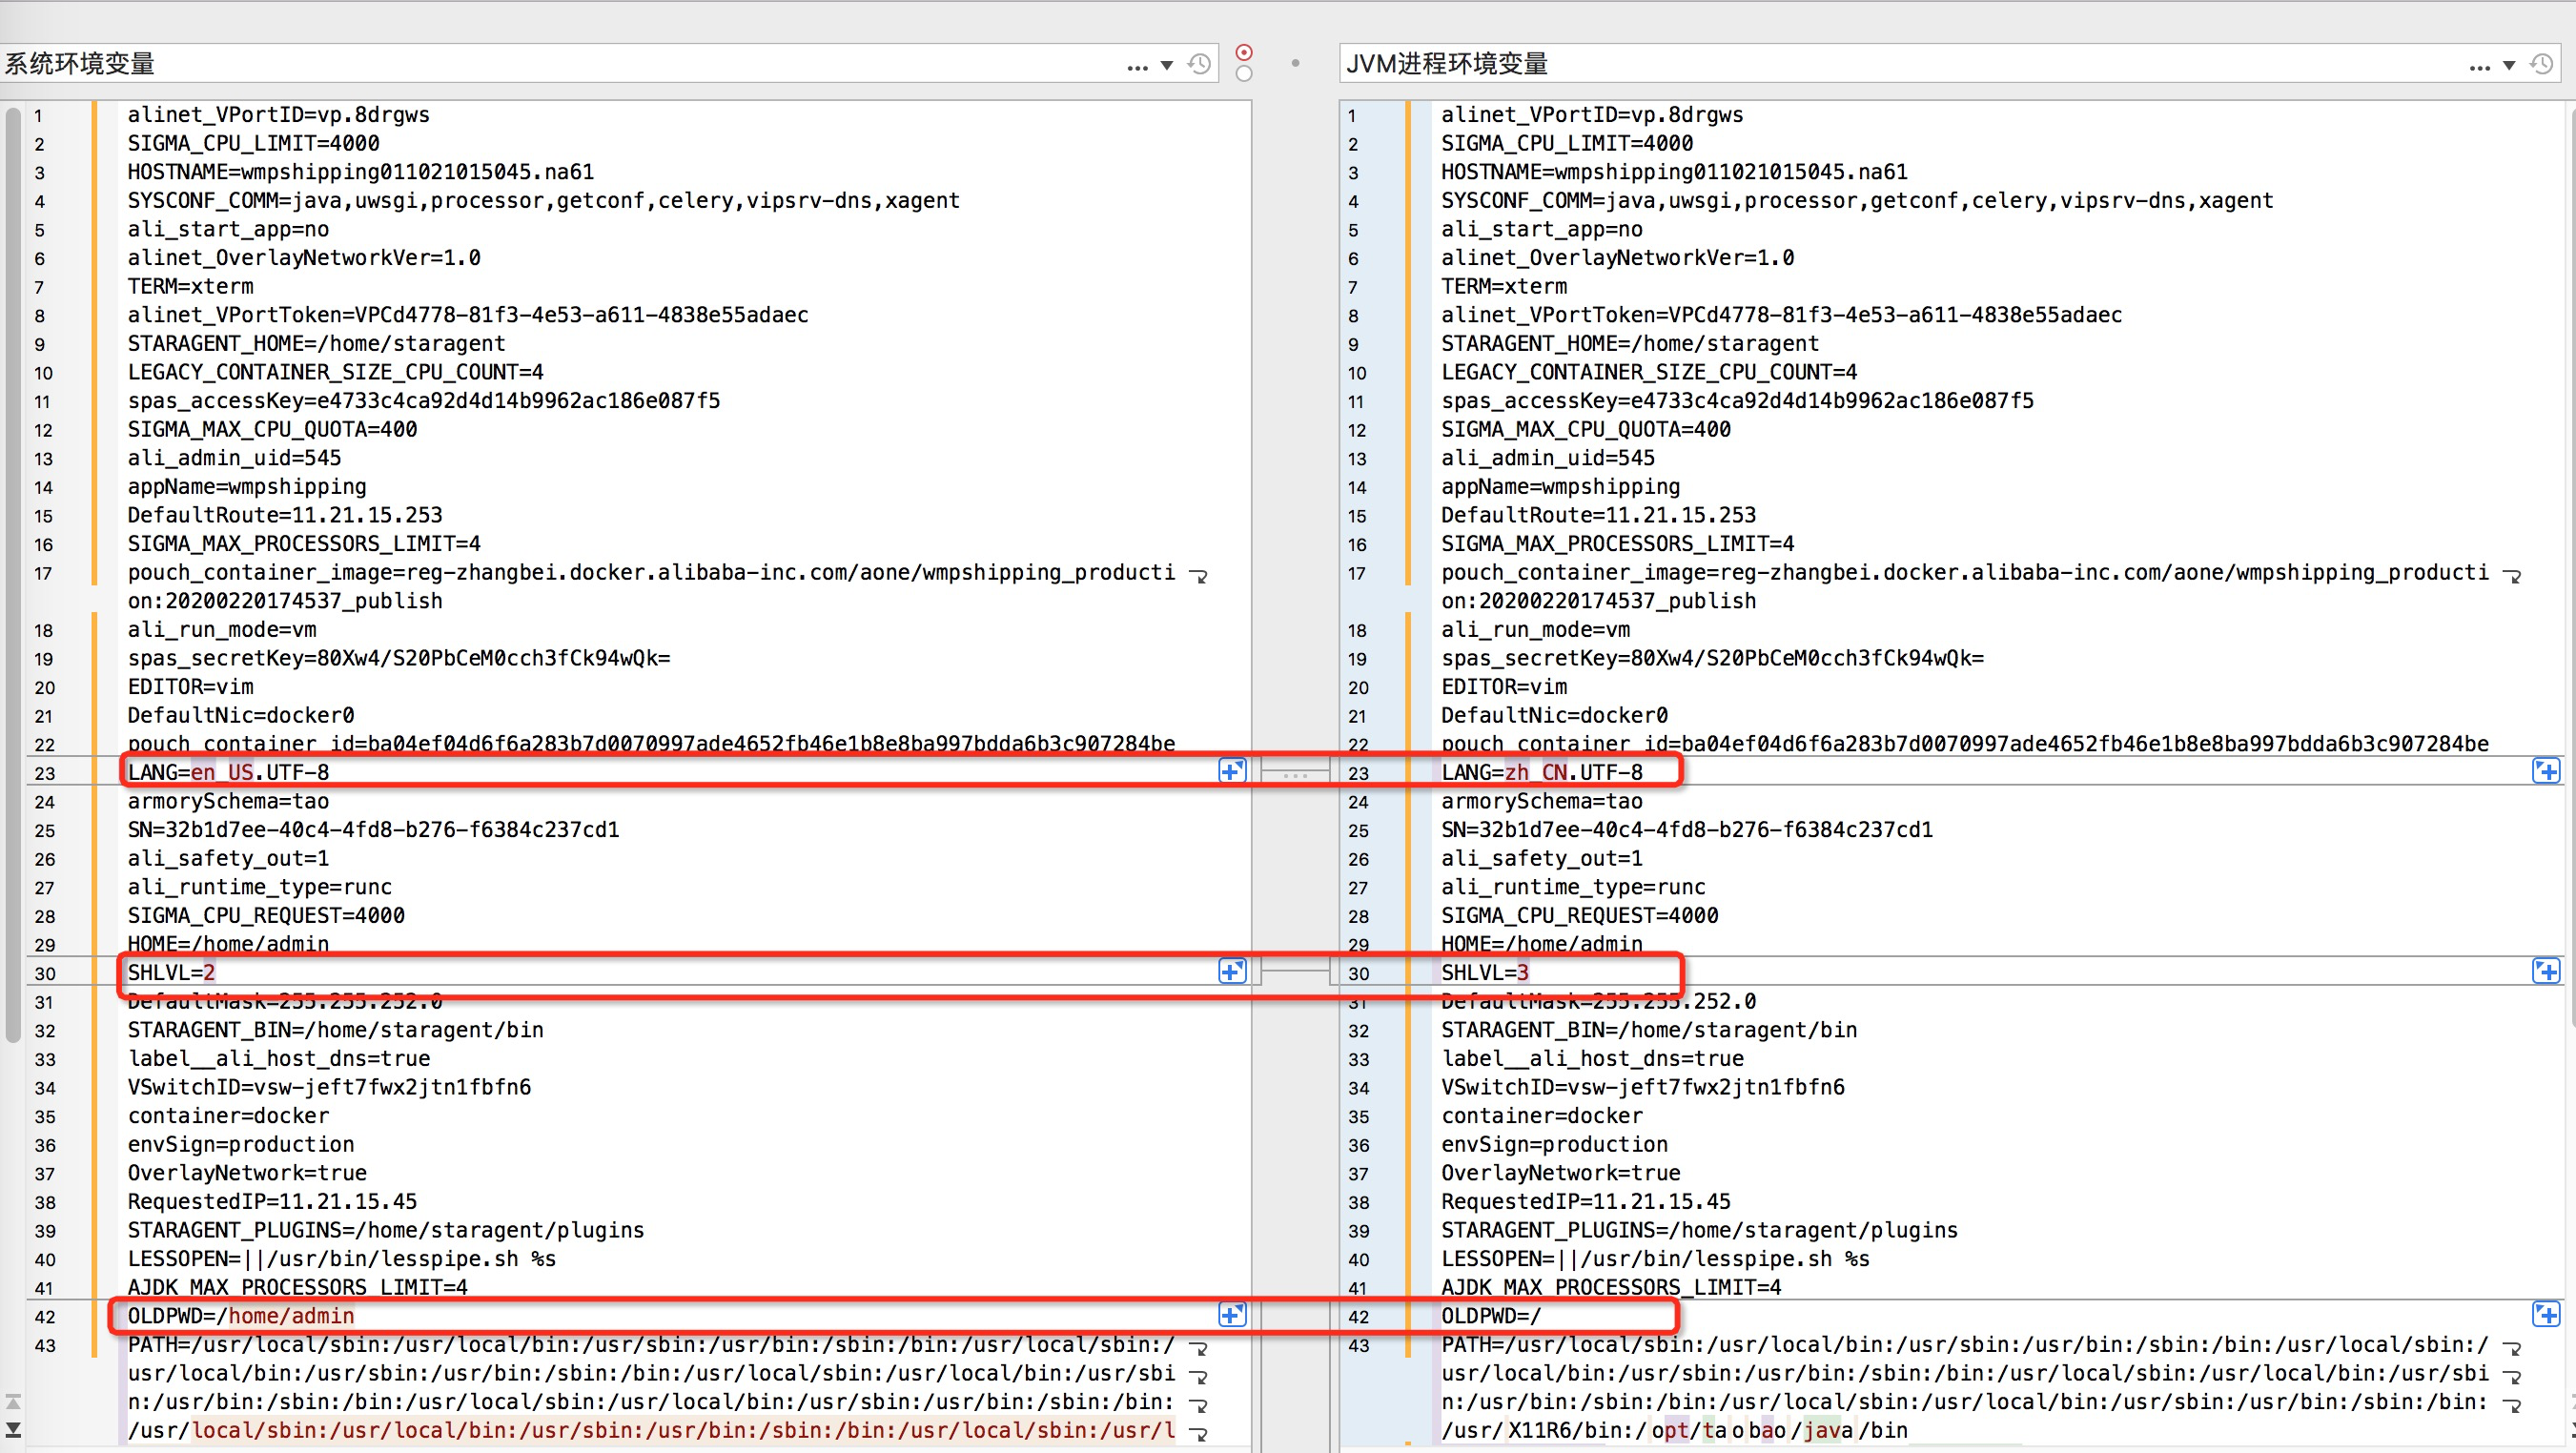 系统环境变量
1 alinet_VPortID=vp.8drgws
2 SIGMA_CPU_LIMIT=4000
3 HOSTNAME=wmpshipping011021015045.na61
4 SYSCONF_COMM=java,uwsgi,processor,getconf,celery,vipsrv-dns,xagent
5 ali_start_app=no
6 alinet_OverlayNetworkVer=1.0
7 TERM=xterm
8 alinet_VPortToken=VPCd4778-81f3-4e53-a611-4838e55adaec
9 STARAGENT_HOME=/home/staragent
10 LEGACY_CONTAINER_SIZE_CPU_COUNT=4
11 spas_accessKey=e4733c4ca92d4d14b9962ac186e087f5
12 SIGMA_MAX_CPU_QUOTA=400
13 ali_admin_uid=545
14 appName=wmpshipping
15 DefaultRoute=11.21.15.253
16 SIGMA_MAX_PROCESSORS_LIMIT=4
17 pouch_container_image=reg-zhangbei.docker.alibaba-inc.com/aone/wmpshipping_producti
on:20200220174537_publish
18 ali_run_mode=vm
19 spas_secretKey=80Xw4/S20PbCeM0cch3fCk94wQk=
20 EDITOR=vim
21 DefaultNic=docker0
22 pouch_container_id=ba04ef04d6f6a283b7d0070997ade4652fb46e1b8e8ba997bdda6b3c907284be
23 LANG=en_US.UTF-8
24 armorySchema=tao
25 SN=32b1d7ee-40c4-4fd8-b276-f6384c237cd1
26 ali_safety_out=1
27 ali_runtime_type=runc
28 SIGMA_CPU_REQUEST=4000
29 HOME=/home/admin
30 SHLVL=2
31 DefaultMask=255.255.252.0
32 STARAGENT_BIN=/home/staragent/bin
33 label__ali_host_dns=true
34 VSwitchID=vsw-jeft7fwx2jtn1fbfn6
35 container=docker
36 envSign=production
37 OverlayNetwork=true
38 RequestedIP=11.21.15.45
39 STARAGENT_PLUGINS=/home/staragent/plugins
40 LESSOPEN=||/usr/bin/lesspipe.sh %s
41 AJDK_MAX_PROCESSORS_LIMIT=4
42 OLDPWD=/home/admin
43 PATH=/usr/local/sbin:/usr/local/bin:/usr/sbin:/usr/bin:/sbin:/bin:/usr/local/sbin:/
usr/local/bin:/usr/sbin:/usr/bin:/sbin:/bin:/usr/local/sbin:/usr/local/bin:/usr/sbi
n:/usr/bin:/sbin:/bin:/usr/local/sbin:/usr/local/bin:/usr/sbin:/usr/bin:/sbin:/bin:
/usr/local/sbin:/usr/local/bin:/usr/sbin:/usr/bin:/sbin:/bin:/usr/local/sbin:/usr/l
JVM进程环境变量
1 alinet_VPortID=vp.8drgws
2 SIGMA_CPU_LIMIT=4000
3 HOSTNAME=wmpshipping011021015045.na61
4 SYSCONF_COMM=java,uwsgi,processor,getconf,celery,vipsrv-dns,xagent
5 ali_start_app=no
6 alinet_OverlayNetworkVer=1.0
7 TERM=xterm
8 alinet_VPortToken=VPCd4778-81f3-4e53-a611-4838e55adaec
9 STARAGENT_HOME=/home/staragent
10 LEGACY_CONTAINER_SIZE_CPU_COUNT=4
11 spas_accessKey=e4733c4ca92d4d14b9962ac186e087f5
12 SIGMA_MAX_CPU_QUOTA=400
13 ali_admin_uid=545
14 appName=wmpshipping
15 DefaultRoute=11.21.15.253
16 SIGMA_MAX_PROCESSORS_LIMIT=4
17 pouch_container_image=reg-zhangbei.docker.alibaba-inc.com/aone/wmpshipping_producti
on:20200220174537_publish
18 ali_run_mode=vm
19 spas_secretKey=80Xw4/S20PbCeM0cch3fCk94wQk=
20 EDITOR=vim
21 DefaultNic=docker0
22 pouch_container_id=ba04ef04d6f6a283b7d0070997ade4652fb46e1b8e8ba997bdda6b3c907284be
23 LANG=zh_CN.UTF-8
24 armorySchema=tao
25 SN=32b1d7ee-40c4-4fd8-b276-f6384c237cd1
26 ali_safety_out=1
27 ali_runtime_type=runc
28 SIGMA_CPU_REQUEST=4000
29 HOME=/home/admin
30 SHLVL=3
31 DefaultMask=255.255.252.0
32 STARAGENT_BIN=/home/staragent/bin
33 label__ali_host_dns=true
34 VSwitchID=vsw-jeft7fwx2jtn1fbfn6
35 container=docker
36 envSign=production
37 OverlayNetwork=true
38 RequestedIP=11.21.15.45
39 STARAGENT_PLUGINS=/home/staragent/plugins
40 LESSOPEN=||/usr/bin/lesspipe.sh %s
41 AJDK_MAX_PROCESSORS_LIMIT=4
42 OLDPWD=/
43 PATH=/usr/local/sbin:/usr/local/bin:/usr/sbin:/usr/bin:/sbin:/bin:/usr/local/sbin:/
usr/local/bin:/usr/sbin:/usr/bin:/sbin:/bin:/usr/local/sbin:/usr/local/bin:/usr/sbi
n:/usr/bin:/sbin:/bin:/usr/local/sbin:/usr/local/bin:/usr/sbin:/usr/bin:/sbin:/bin:
/usr/X11R6/bin:/opt/taobao/java/bin